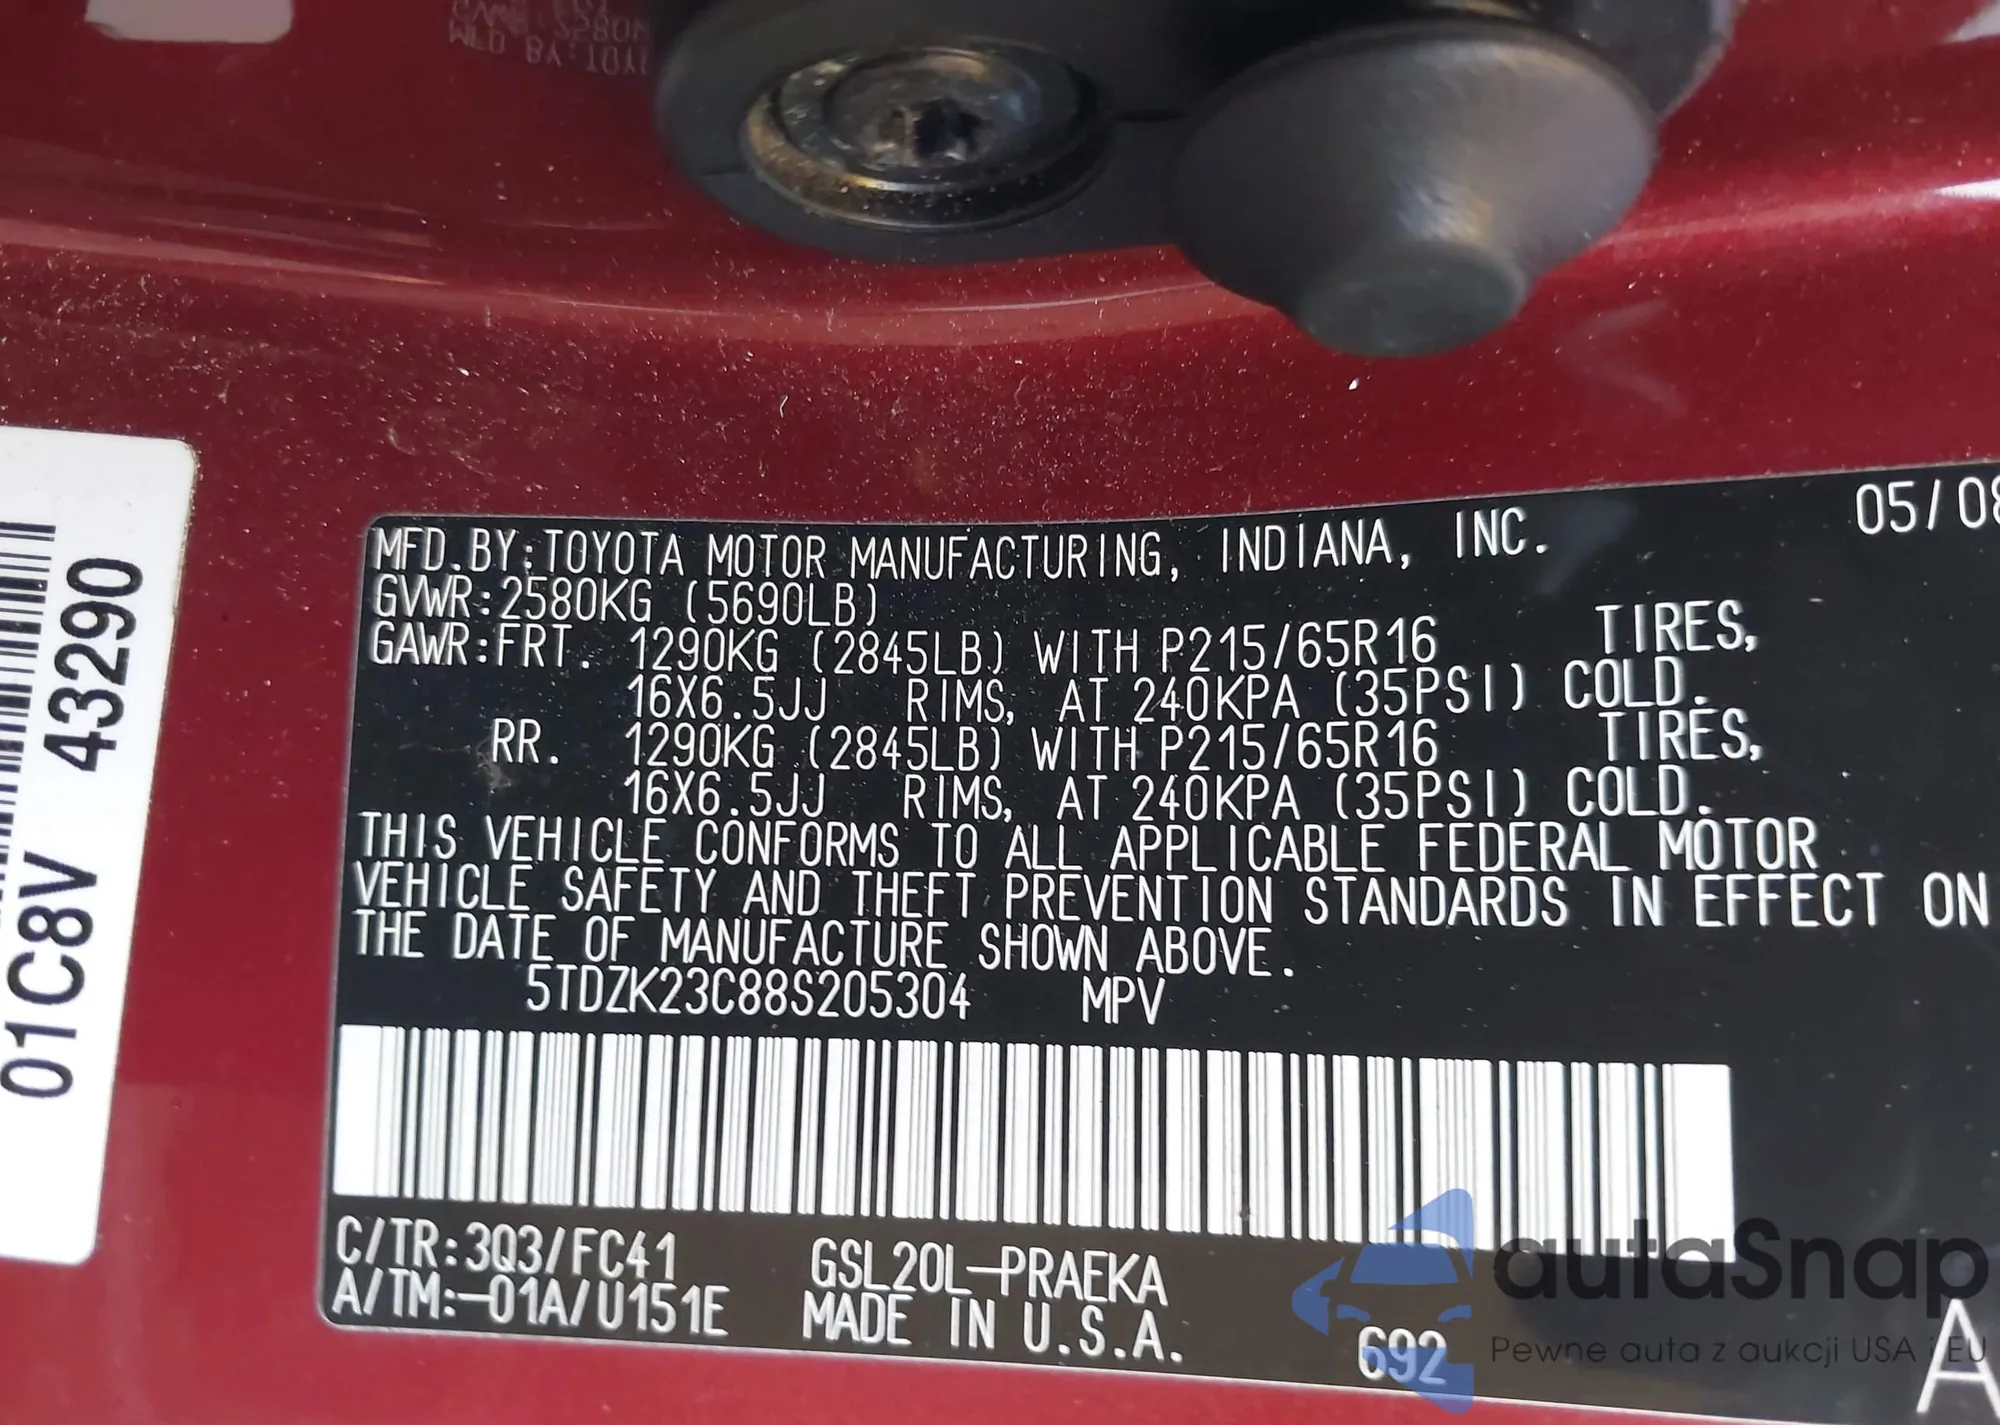 05/08
MFD.BY:TOYOTA MOTOR MANUFACTURING, INDIANA, INC.
GVWR:2580KG (5690LB)
GAWR:FRT. 1290KG (2845LB) WITH P215/65R16 TIRES,
16X6.5JJ RIMS, AT 240KPA (35PSI) COLD.
RR. 1290KG (2845LB) WITH P215/65R16 TIRES,
16X6.5JJ RIMS, AT 240KPA (35PSI) COLD.
THIS VEHICLE CONFORMS TO ALL APPLICABLE FEDERAL MOTOR
VEHICLE SAFETY AND THEFT PREVENTION STANDARDS IN EFFECT ON
THE DATE OF MANUFACTURE SHOWN ABOVE.
5TDZK23C88S205304 MPV
C/TR:3Q3/FC41 GSL20L-PRAEKA
A/TM:-01A/U151E MADE IN U.S.A.
692
A
01C8V 43290
autaSnap
Pewne auta z aukcji USA i EU